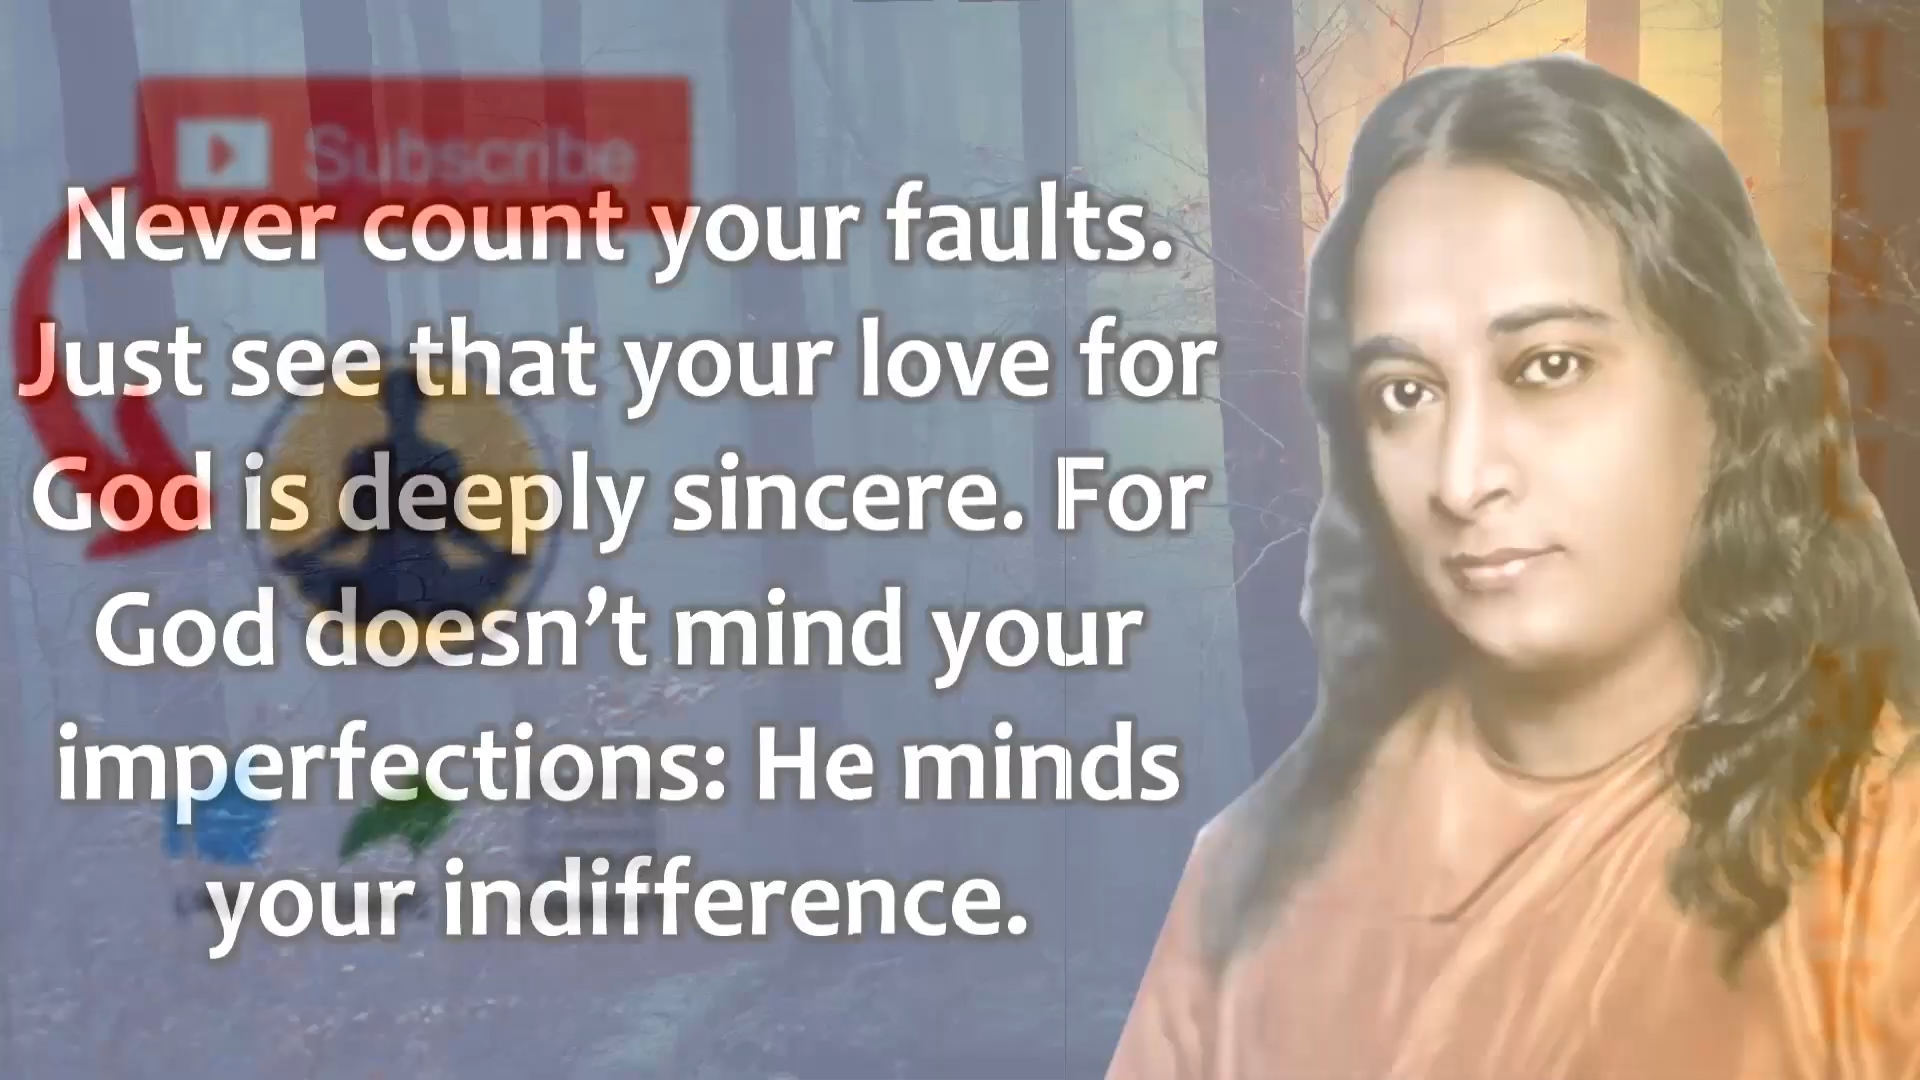 Subscribe
Never count your faults.
Just see that your love for
God is deeply sincere. For
God doesn’t mind your
imperfections: He minds
your indifference.